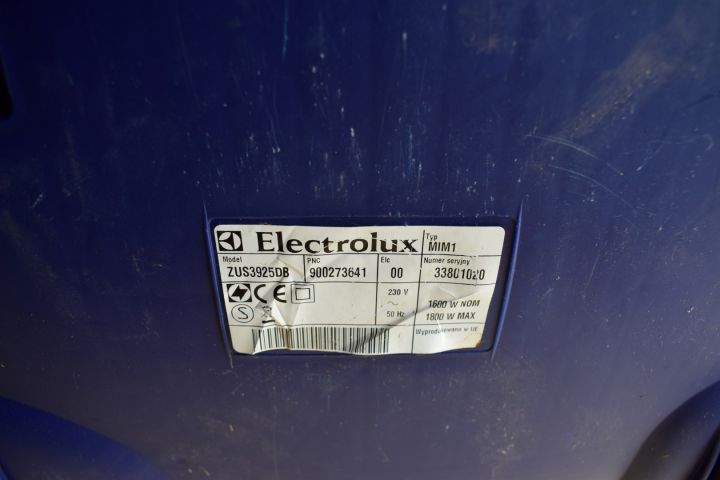 Electrolux
Typ
MIM1
Model
ZUS3925DB
PNC
900273641
Elc
00
Numer seryjny
33801020
230 V
~
50 Hz
1600 W NOM
1800 W MAX
CE
S
Wyprodukowano w UE